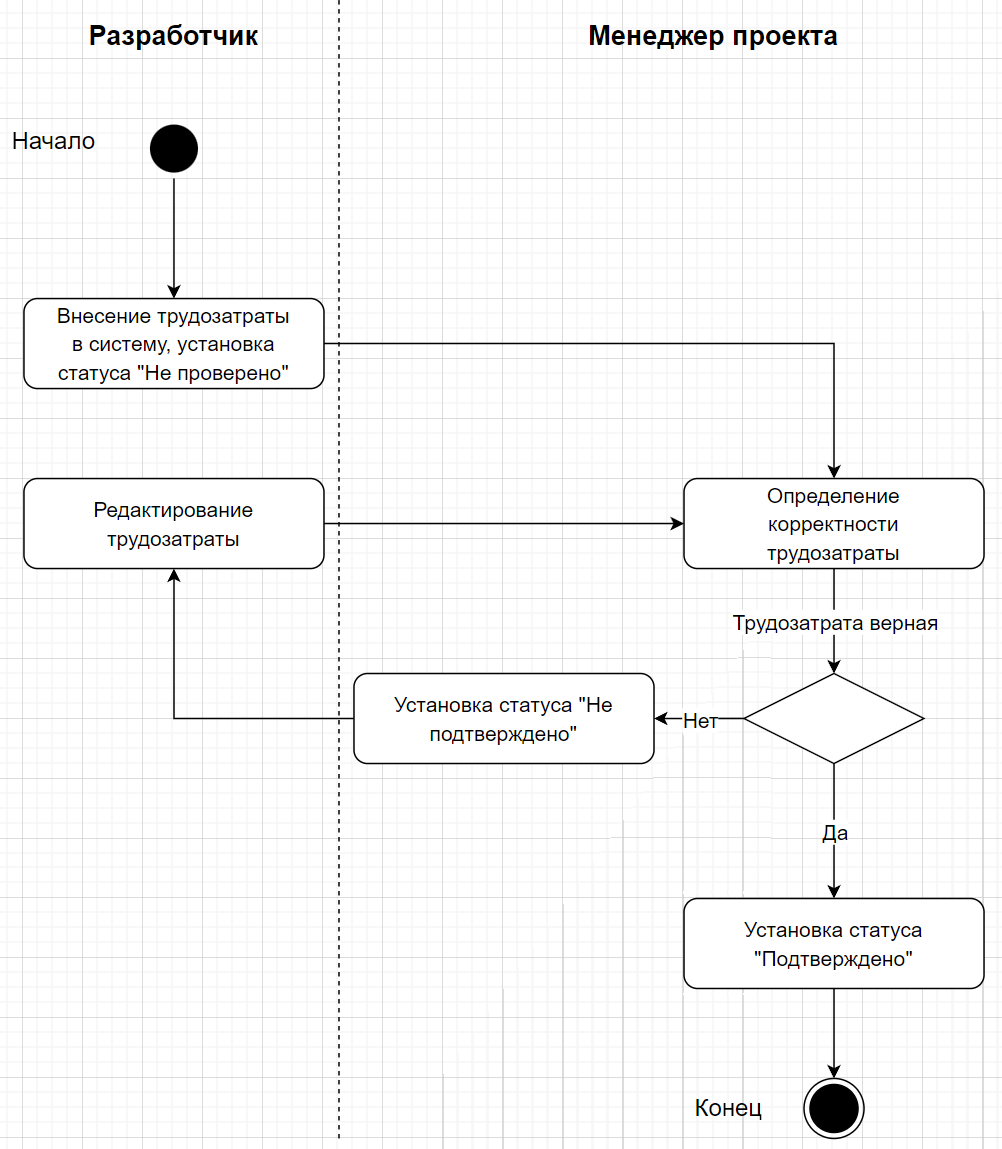 Разработчик
Менеджер проекта
Начало
Внесение трудозатраты
в систему, установка
статуса "Не проверено"
Редактирование
трудозатраты
Определение
корректности
трудозатраты
Трудозатрата верная
Установка статуса "Не
подтверждено"
Нет
Да
Установка статуса
"Подтверждено"
Конец